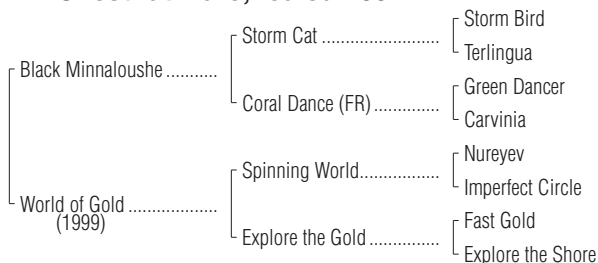 Storm Bird
Storm Cat ........................
Terlingua
Black Minnaloushe ...........
Green Dancer
Coral Dance (FR) ..............
Carvinia
Nureyev
Spinning World.................
Imperfect Circle
World of Gold ...................
(1999)
Fast Gold
Explore the Gold ...............
Explore the Shore